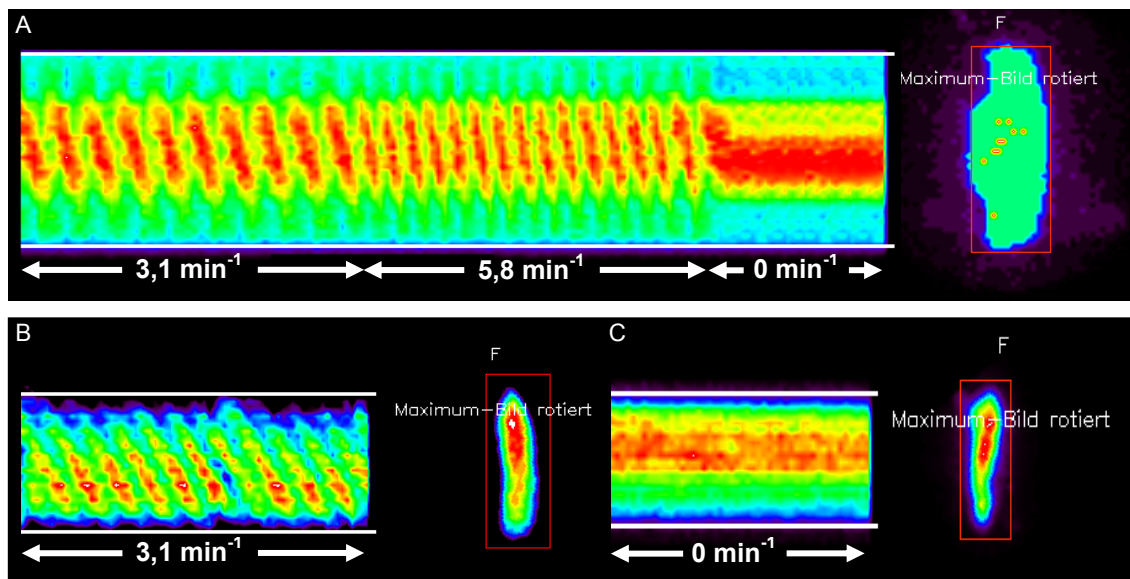 A
F
Maximum-Bild rotiert
3,1 min⁻¹
5,8 min⁻¹
0 min⁻¹
B
F
Maximum-Bild rotiert
3,1 min⁻¹
C
F
Maximum-Bild rotiert
0 min⁻¹